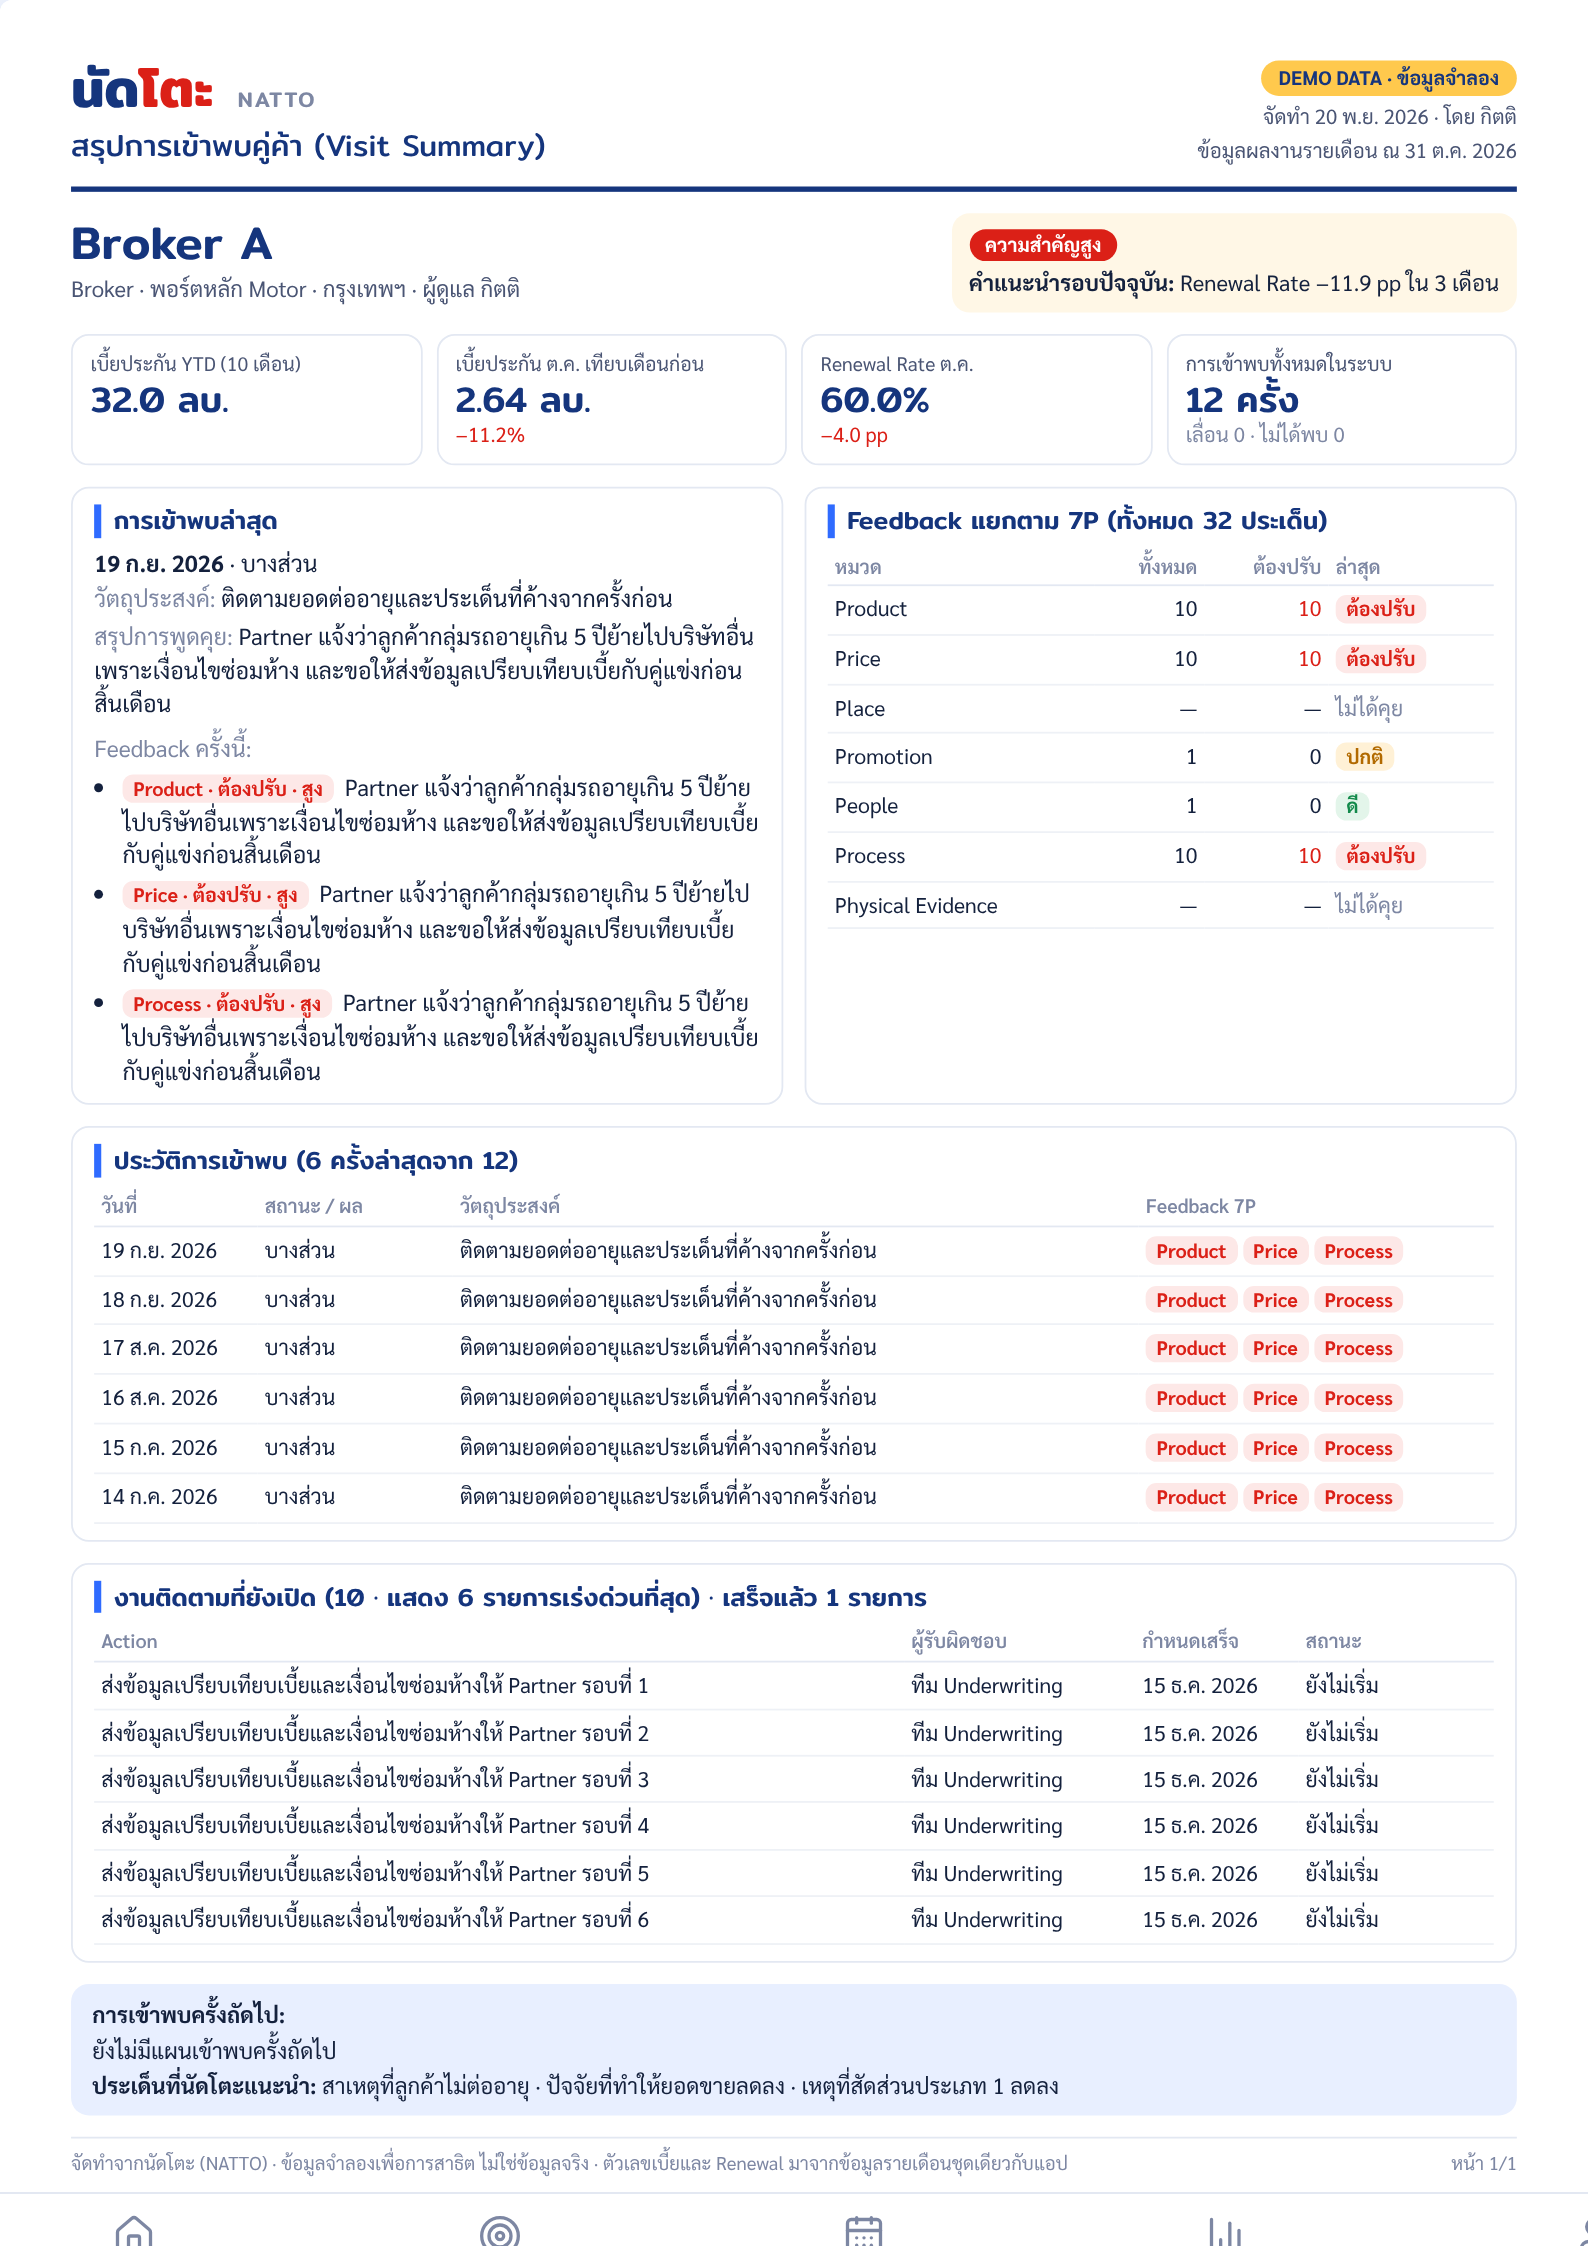 นัดโตะ NATTO
สรุปการเข้าพบคู่ค้า (Visit Summary)
DEMO DATA · ข้อมูลจำลอง
จัดทำ 20 พ.ย. 2026 · โดย กิตติ
ข้อมูลผลงานรายเดือน ณ 31 ต.ค. 2026
Broker A
Broker · พอร์ตหลัก Motor · กรุงเทพฯ · ผู้ดูแล กิตติ
ความสำคัญสูง
คำแนะนำรอบปัจจุบัน: Renewal Rate −11.9 pp ใน 3 เดือน
เบี้ยประกัน YTD (10 เดือน)
32.0 ลบ.
เบี้ยประกัน ต.ค. เทียบเดือนก่อน
2.64 ลบ.
−11.2%
Renewal Rate ต.ค.
60.0%
−4.0 pp
การเข้าพบทั้งหมดในระบบ
12 ครั้ง
เลื่อน 0 · ไม่ได้พบ 0
การเข้าพบล่าสุด
19 ก.ย. 2026 · บางส่วน
วัตถุประสงค์: ติดตามยอดต่ออายุและประเด็นที่ค้างจากครั้งก่อน
สรุปการพูดคุย: Partner แจ้งว่าลูกค้ากลุ่มรถอายุเกิน 5 ปีย้ายไปบริษัทอื่น
เพราะเงื่อนไขซ่อมห้าง และขอให้ส่งข้อมูลเปรียบเทียบเบี้ยกับคู่แข่งก่อน
สิ้นเดือน
Feedback ครั้งนี้:
• Product · ต้องปรับ · สูง Partner แจ้งว่าลูกค้ากลุ่มรถอายุเกิน 5 ปีย้าย
ไปบริษัทอื่นเพราะเงื่อนไขซ่อมห้าง และขอให้ส่งข้อมูลเปรียบเทียบเบี้ย
กับคู่แข่งก่อนสิ้นเดือน
• Price · ต้องปรับ · สูง Partner แจ้งว่าลูกค้ากลุ่มรถอายุเกิน 5 ปีย้ายไป
บริษัทอื่นเพราะเงื่อนไขซ่อมห้าง และขอให้ส่งข้อมูลเปรียบเทียบเบี้ย
กับคู่แข่งก่อนสิ้นเดือน
• Process · ต้องปรับ · สูง Partner แจ้งว่าลูกค้ากลุ่มรถอายุเกิน 5 ปีย้าย
ไปบริษัทอื่นเพราะเงื่อนไขซ่อมห้าง และขอให้ส่งข้อมูลเปรียบเทียบเบี้ย
กับคู่แข่งก่อนสิ้นเดือน
Feedback แยกตาม 7P (ทั้งหมด 32 ประเด็น)
หมวด ทั้งหมด ต้องปรับ ล่าสุด
Product 10 10 ต้องปรับ
Price 10 10 ต้องปรับ
Place — — ไม่ได้คุย
Promotion 1 0 ปกติ
People 1 0 ดี
Process 10 10 ต้องปรับ
Physical Evidence — — ไม่ได้คุย
ประวัติการเข้าพบ (6 ครั้งล่าสุดจาก 12)
วันที่ สถานะ / ผล วัตถุประสงค์ Feedback 7P
19 ก.ย. 2026 บางส่วน ติดตามยอดต่ออายุและประเด็นที่ค้างจากครั้งก่อน Product Price Process
18 ก.ย. 2026 บางส่วน ติดตามยอดต่ออายุและประเด็นที่ค้างจากครั้งก่อน Product Price Process
17 ส.ค. 2026 บางส่วน ติดตามยอดต่ออายุและประเด็นที่ค้างจากครั้งก่อน Product Price Process
16 ส.ค. 2026 บางส่วน ติดตามยอดต่ออายุและประเด็นที่ค้างจากครั้งก่อน Product Price Process
15 ก.ค. 2026 บางส่วน ติดตามยอดต่ออายุและประเด็นที่ค้างจากครั้งก่อน Product Price Process
14 ก.ค. 2026 บางส่วน ติดตามยอดต่ออายุและประเด็นที่ค้างจากครั้งก่อน Product Price Process
งานติดตามที่ยังเปิด (10 · แสดง 6 รายการเร่งด่วนที่สุด) · เสร็จแล้ว 1 รายการ
Action ผู้รับผิดชอบ กำหนดเสร็จ สถานะ
ส่งข้อมูลเปรียบเทียบเบี้ยและเงื่อนไขซ่อมห้างให้ Partner รอบที่ 1 ทีม Underwriting 15 ธ.ค. 2026 ยังไม่เริ่ม
ส่งข้อมูลเปรียบเทียบเบี้ยและเงื่อนไขซ่อมห้างให้ Partner รอบที่ 2 ทีม Underwriting 15 ธ.ค. 2026 ยังไม่เริ่ม
ส่งข้อมูลเปรียบเทียบเบี้ยและเงื่อนไขซ่อมห้างให้ Partner รอบที่ 3 ทีม Underwriting 15 ธ.ค. 2026 ยังไม่เริ่ม
ส่งข้อมูลเปรียบเทียบเบี้ยและเงื่อนไขซ่อมห้างให้ Partner รอบที่ 4 ทีม Underwriting 15 ธ.ค. 2026 ยังไม่เริ่ม
ส่งข้อมูลเปรียบเทียบเบี้ยและเงื่อนไขซ่อมห้างให้ Partner รอบที่ 5 ทีม Underwriting 15 ธ.ค. 2026 ยังไม่เริ่ม
ส่งข้อมูลเปรียบเทียบเบี้ยและเงื่อนไขซ่อมห้างให้ Partner รอบที่ 6 ทีม Underwriting 15 ธ.ค. 2026 ยังไม่เริ่ม
การเข้าพบครั้งถัดไป:
ยังไม่มีแผนเข้าพบครั้งถัดไป
ประเด็นที่นัดโตะแนะนำ: สาเหตุที่ลูกค้าไม่ต่ออายุ · ปัจจัยที่ทำให้ยอดขายลดลง · เหตุที่สัดส่วนประเภท 1 ลดลง
จัดทำจากนัดโตะ (NATTO) · ข้อมูลจำลองเพื่อการสาธิต ไม่ใช่ข้อมูลจริง · ตัวเลขเบี้ยและ Renewal มาจากข้อมูลรายเดือนชุดเดียวกับแอป
หน้า 1/1